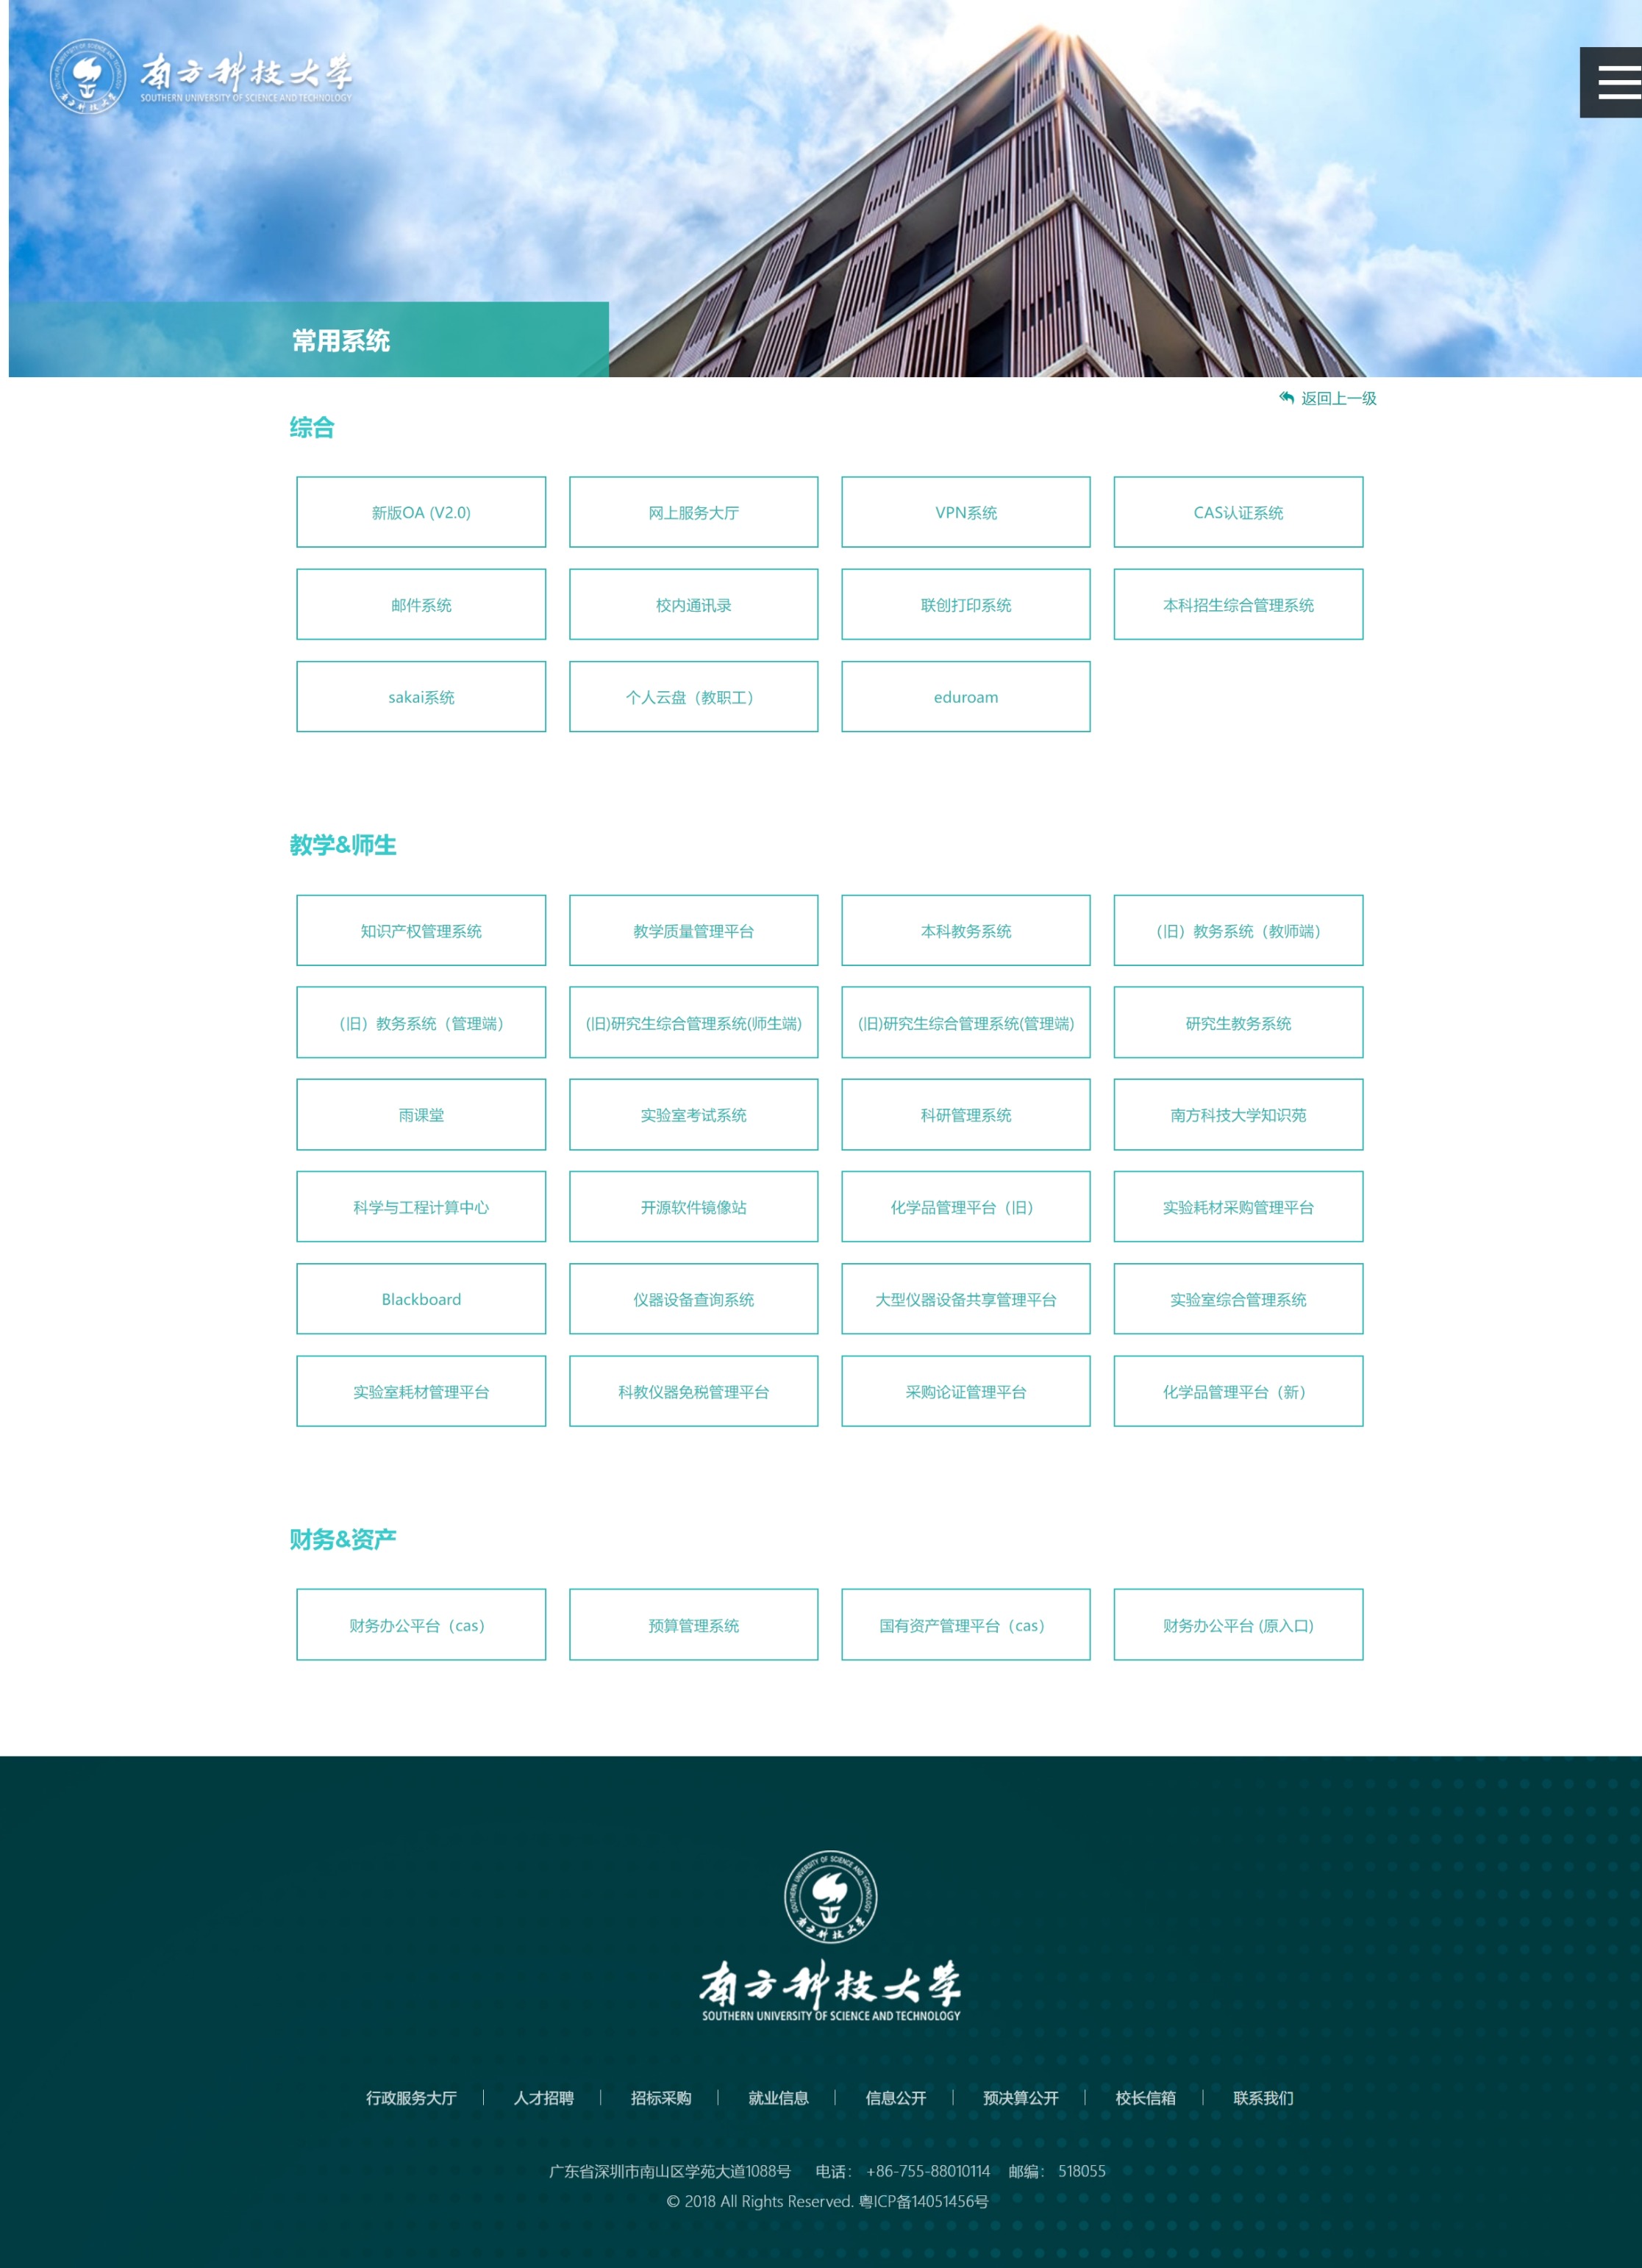 南方科技大学
SOUTHERN UNIVERSITY OF SCIENCE AND TECHNOLOGY
常用系统
返回上一级
综合
新版OA (V2.0)
网上服务大厅
VPN系统
CAS认证系统
邮件系统
校内通讯录
联创打印系统
本科招生综合管理系统
sakai系统
个人云盘（教职工）
eduroam
教学&师生
知识产权管理系统
教学质量管理平台
本科教务系统
（旧）教务系统（教师端）
（旧）教务系统（管理端）
(旧)研究生综合管理系统(师生端)
(旧)研究生综合管理系统(管理端)
研究生教务系统
雨课堂
实验室考试系统
科研管理系统
南方科技大学知识苑
科学与工程计算中心
开源软件镜像站
化学品管理平台（旧）
实验耗材采购管理平台
Blackboard
仪器设备查询系统
大型仪器设备共享管理平台
实验室综合管理系统
实验室耗材管理平台
科教仪器免税管理平台
采购论证管理平台
化学品管理平台（新）
财务&资产
财务办公平台（cas）
预算管理系统
国有资产管理平台（cas）
财务办公平台 (原入口)
SOUTHERN UNIVERSITY OF SCIENCE AND TECHNOLOGY
南方科技大学
南方科技大学
SOUTHERN UNIVERSITY OF SCIENCE AND TECHNOLOGY
行政服务大厅 | 人才招聘 | 招标采购 | 就业信息 | 信息公开 | 预决算公开 | 校长信箱 | 联系我们
广东省深圳市南山区学苑大道1088号 电话： +86-755-88010114 邮编： 518055
© 2018 All Rights Reserved. 粤ICP备14051456号